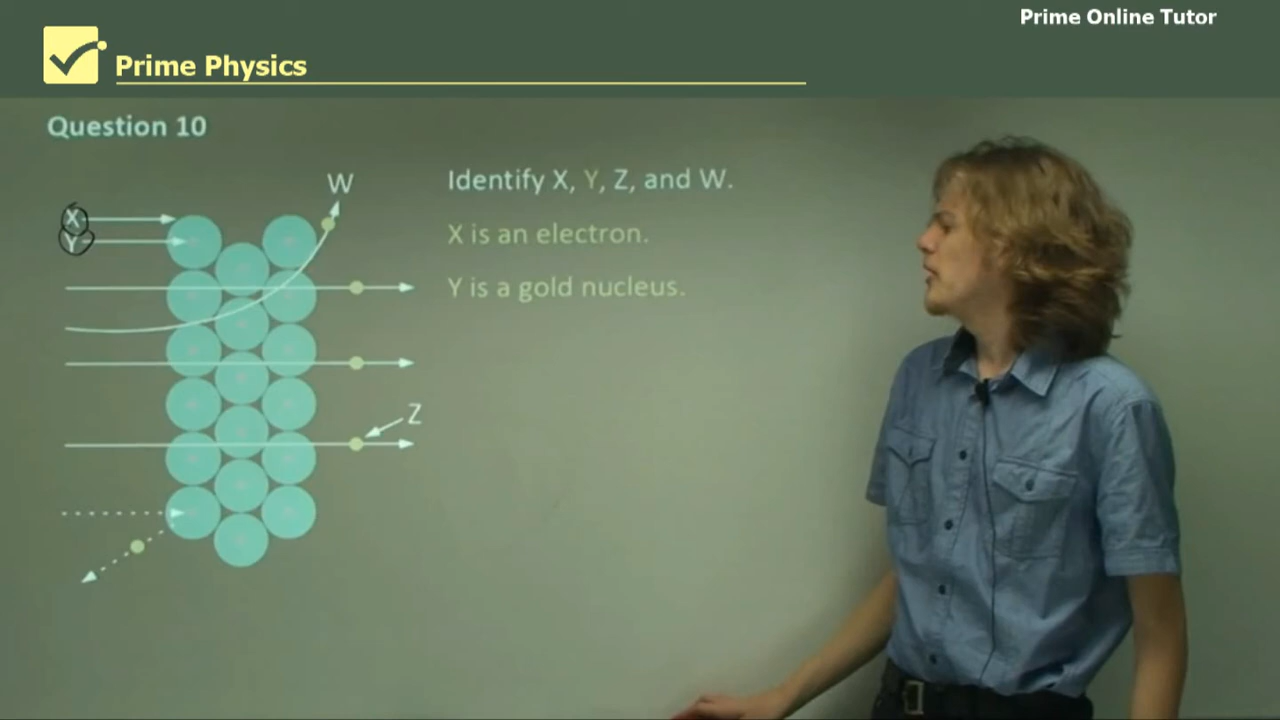 Prime Online Tutor
Prime Physics
Question 10
W
Identify X, Y, Z, and W.
X
Y
X is an electron.
Y is a gold nucleus.
Z